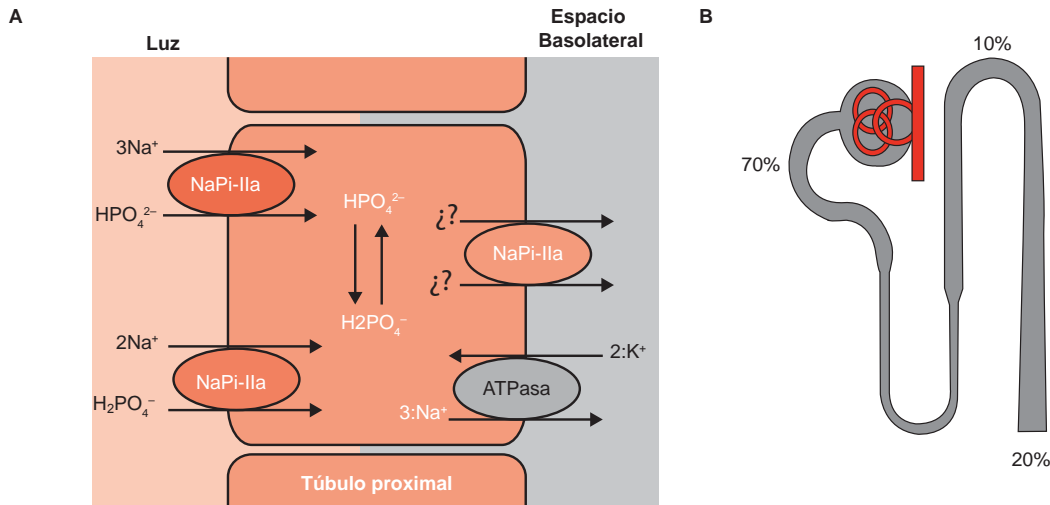 A
Luz
Espacio
Basolateral
3Na⁺
NaPi-IIa
HPO₄²⁻
HPO₄²⁻
H2PO₄⁻
¿?
NaPi-IIa
¿?
2Na⁺
NaPi-IIa
H₂PO₄⁻
2:K⁺
ATPasa
3:Na⁺
Túbulo proximal
B
10%
70%
20%